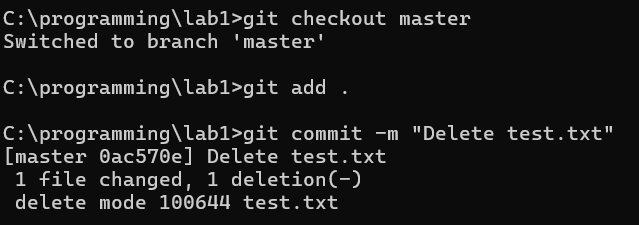 C:\programming\lab1>git checkout master
Switched to branch 'master'
C:\programming\lab1>git add .
C:\programming\lab1>git commit -m "Delete test.txt"
[master 0ac570e] Delete test.txt
 1 file changed, 1 deletion(-)
 delete mode 100644 test.txt